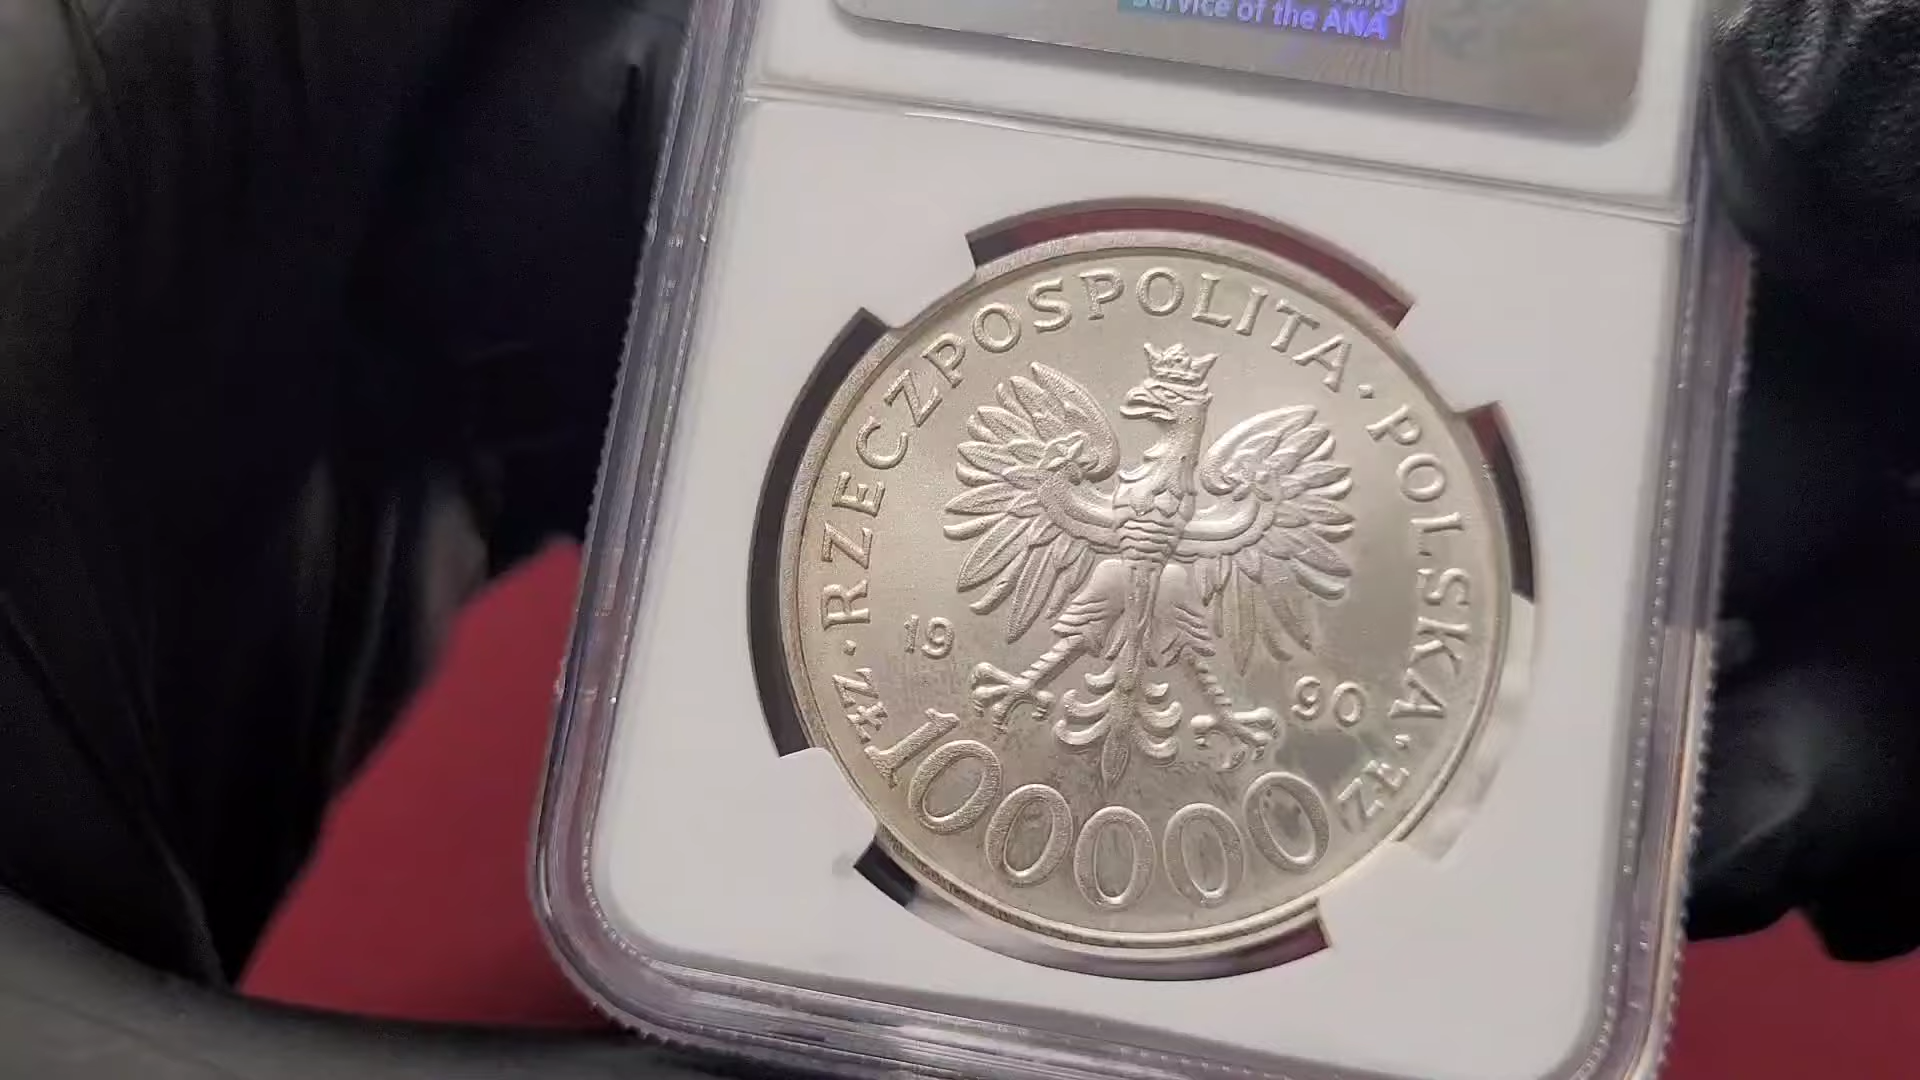 Service of the ANA
ZŁ · RZECZPOSPOLITA · POLSKA · ZŁ
19 90
100000